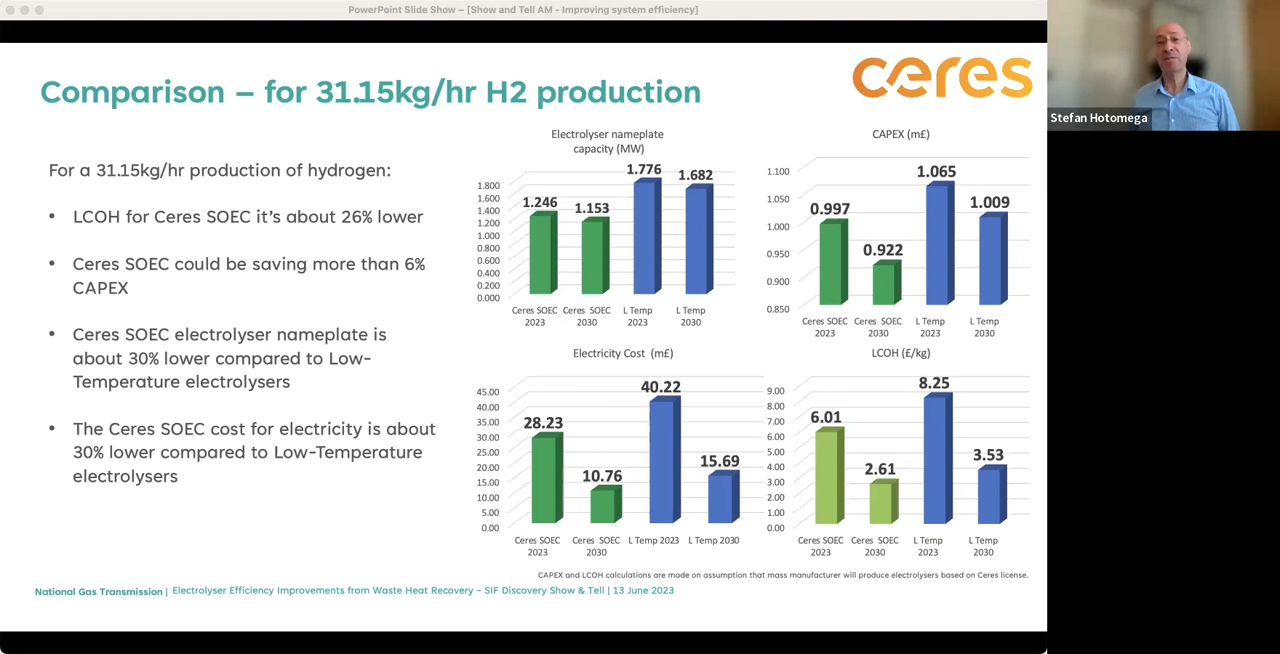 PowerPoint Slide Show – [Show and Tell AM - Improving system efficiency]
Comparison – for 31.15kg/hr H2 production
ceres
Stefan Hotomega
For a 31.15kg/hr production of hydrogen:
• LCOH for Ceres SOEC it's about 26% lower
• Ceres SOEC could be saving more than 6%
CAPEX
• Ceres SOEC electrolyser nameplate is
about 30% lower compared to Low-
Temperature electrolysers
• The Ceres SOEC cost for electricity is about
30% lower compared to Low-Temperature
electrolysers
Electrolyser nameplate
capacity (MW)
1.800
1.600
1.400
1.200
1.000
0.800
0.600
0.400
0.200
0.000
1.246
1.153
1.776
1.682
Ceres SOEC
2023
Ceres SOEC
2030
L Temp
2023
L Temp
2030
CAPEX (m£)
1.100
1.050
1.000
0.950
0.900
0.850
0.997
0.922
1.065
1.009
Ceres SOEC
2023
Ceres SOEC
2030
L Temp
2023
L Temp
2030
Electricity Cost (m£)
45.00
40.00
35.00
30.00
25.00
20.00
15.00
10.00
5.00
0.00
28.23
10.76
40.22
15.69
Ceres SOEC
2023
Ceres SOEC
2030
L Temp 2023
L Temp 2030
LCOH (£/kg)
9.00
8.00
7.00
6.00
5.00
4.00
3.00
2.00
1.00
0.00
6.01
2.61
8.25
3.53
Ceres SOEC
2023
Ceres SOEC
2030
L Temp
2023
L Temp
2030
CAPEX and LCOH calculations are made on assumption that mass manufacturer will produce electrolysers based on Ceres license.
National Gas Transmission | Electrolyser Efficiency Improvements from Waste Heat Recovery – SIF Discovery Show & Tell | 13 June 2023